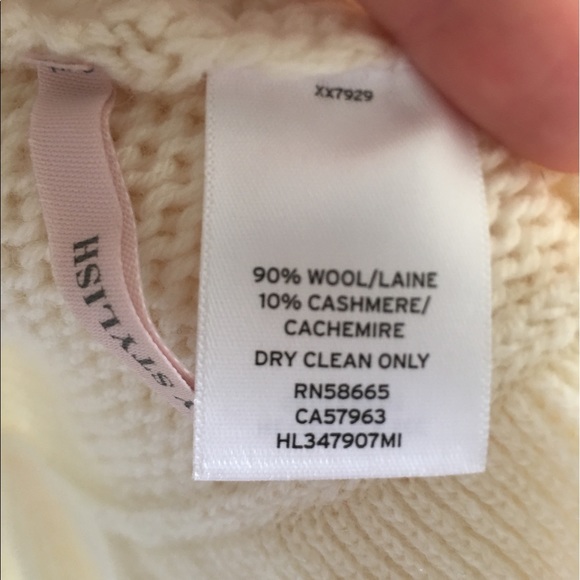 XX7929
90% WOOL/LAINE
10% CASHMERE/
CACHEMIRE
DRY CLEAN ONLY
RN58665
CA57963
HL347907MI
STYLISH